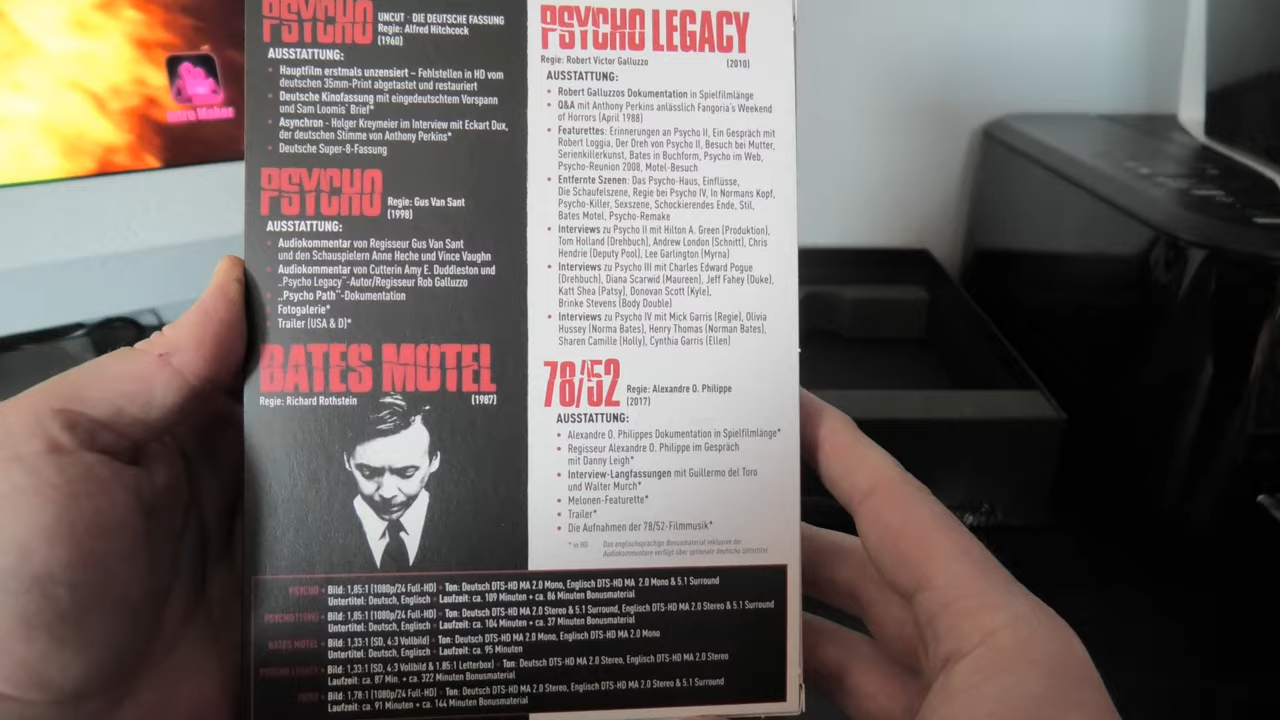 PSYCHO UNCUT · DIE DEUTSCHE FASSUNG
Regie: Alfred Hitchcock
(1960)
AUSSTATTUNG:
• Hauptfilm erstmals unzensiert – Fehlstellen in HD vom
deutschen 35mm-Print abgetastet und restauriert
• Deutsche Kinofassung mit eingedeutschtem Vorspann
und Sam Loomis' Brief*
• Asynchron - Holger Kreymeier im Interview mit Eckart Dux,
der deutschen Stimme von Anthony Perkins*
• Deutsche Super-8-Fassung
PSYCHO Regie: Gus Van Sant
(1998)
AUSSTATTUNG:
• Audiokommentar von Regisseur Gus Van Sant
und den Schauspielern Anne Heche und Vince Vaughn
• Audiokommentar von Cutterin Amy E. Duddleston und
„Psycho Legacy"-Autor/Regisseur Rob Galluzzo
• „Psycho Path"-Dokumentation
• Fotogalerie*
• Trailer (USA & D)*
BATES MOTEL
Regie: Richard Rothstein (1987)
PSYCHO LEGACY
Regie: Robert Victor Galluzzo (2010)
AUSSTATTUNG:
• Robert Galluzzos Dokumentation in Spielfilmlänge
• Q&A mit Anthony Perkins anlässlich Fangoria's Weekend
of Horrors (April 1988)
• Featurettes: Erinnerungen an Psycho II, Ein Gespräch mit
Robert Loggia, Der Dreh von Psycho II, Besuch bei Mutter,
Serienkillerkunst, Bates in Buchform, Psycho im Web,
Psycho-Reunion 2008, Motel-Besuch
• Entfernte Szenen: Das Psycho-Haus, Einflüsse,
Die Schaufelszene, Regie bei Psycho IV, In Normans Kopf,
Psycho-Killer, Sexszene, Schockierendes Ende, Stil,
Bates Motel, Psycho-Remake
• Interviews zu Psycho II mit Hilton A. Green (Produktion),
Tom Holland (Drehbuch), Andrew London (Schnitt), Chris
Hendrie (Deputy Pool), Lee Garlington (Myrna)
• Interviews zu Psycho III mit Charles Edward Pogue
(Drehbuch), Diana Scarwid (Maureen), Jeff Fahey (Duke),
Katt Shea (Patsy), Donovan Scott (Kyle),
Brinke Stevens (Body Double)
• Interviews zu Psycho IV mit Mick Garris (Regie), Olivia
Hussey (Norma Bates), Henry Thomas (Norman Bates),
Sharen Camille (Holly), Cynthia Garris (Ellen)
78/52 Regie: Alexandre O. Philippe
(2017)
AUSSTATTUNG:
• Alexandre O. Philippes Dokumentation in Spielfilmlänge*
• Regisseur Alexandre O. Philippe im Gespräch
mit Danny Leigh*
• Interview-Langfassungen mit Guillermo del Toro
und Walter Murch*
• Melonen-Featurette*
• Trailer*
• Die Aufnahmen der 78/52-Filmmusik*
* in HD Das englischsprachige Bonusmaterial inklusive der
Audiokommentare verfügt über optionale deutsche Untertitel
PSYCHO • Bild: 1,85:1 (1080p/24 Full-HD) • Ton: Deutsch DTS-HD MA 2.0 Mono, Englisch DTS-HD MA 2.0 Mono & 5.1 Surround
Untertitel: Deutsch, Englisch • Laufzeit: ca. 109 Minuten + ca. 86 Minuten Bonusmaterial
PSYCHO (1998) • Bild: 1,85:1 (1080p/24 Full-HD) • Ton: Deutsch DTS-HD MA 2.0 Stereo & 5.1 Surround, Englisch DTS-HD MA 2.0 Stereo & 5.1 Surround
Untertitel: Deutsch, Englisch • Laufzeit: ca. 104 Minuten + ca. 37 Minuten Bonusmaterial
BATES MOTEL • Bild: 1,33:1 (SD, 4:3 Vollbild) • Ton: Deutsch DTS-HD MA 2.0 Mono, Englisch DTS-HD MA 2.0 Mono
Untertitel: Deutsch, Englisch • Laufzeit: ca. 95 Minuten
PSYCHO LEGACY • Bild: 1,33:1 (SD, 4:3 Vollbild & 1.85:1 Letterbox) • Ton: Deutsch DTS-HD MA 2.0 Stereo, Englisch DTS-HD MA 2.0 Stereo
Laufzeit: ca. 87 Min. + ca. 322 Minuten Bonusmaterial
78/52 • Bild: 1,78:1 (1080p/24 Full-HD) • Ton: Deutsch DTS-HD MA 2.0 Stereo, Englisch DTS-HD MA 2.0 Stereo & 5.1 Surround
Laufzeit: ca. 91 Minuten + ca. 144 Minuten Bonusmaterial
Intro Maker